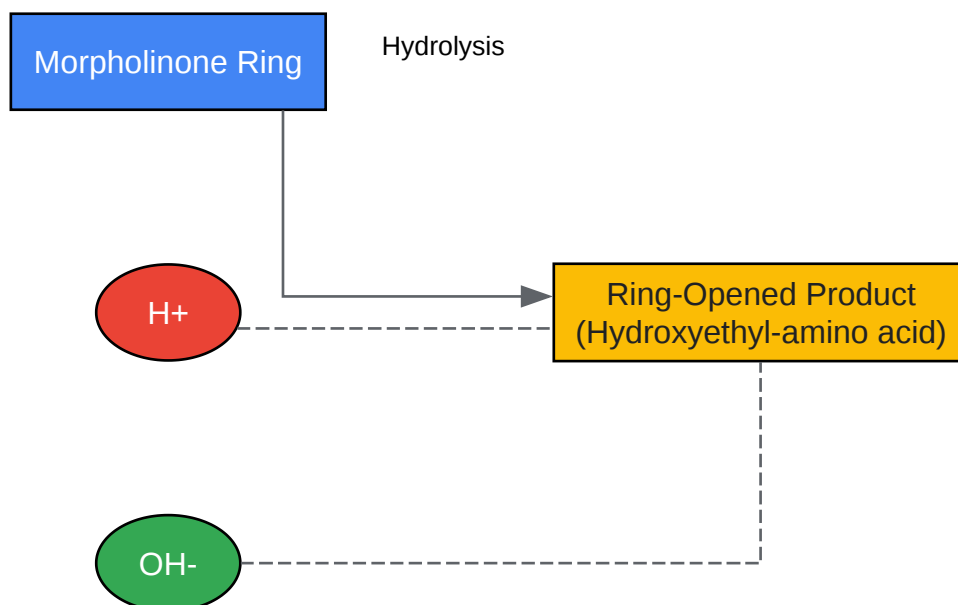 Morpholinone Ring
Hydrolysis
H+
Ring-Opened Product
(Hydroxyethyl-amino acid)
OH-